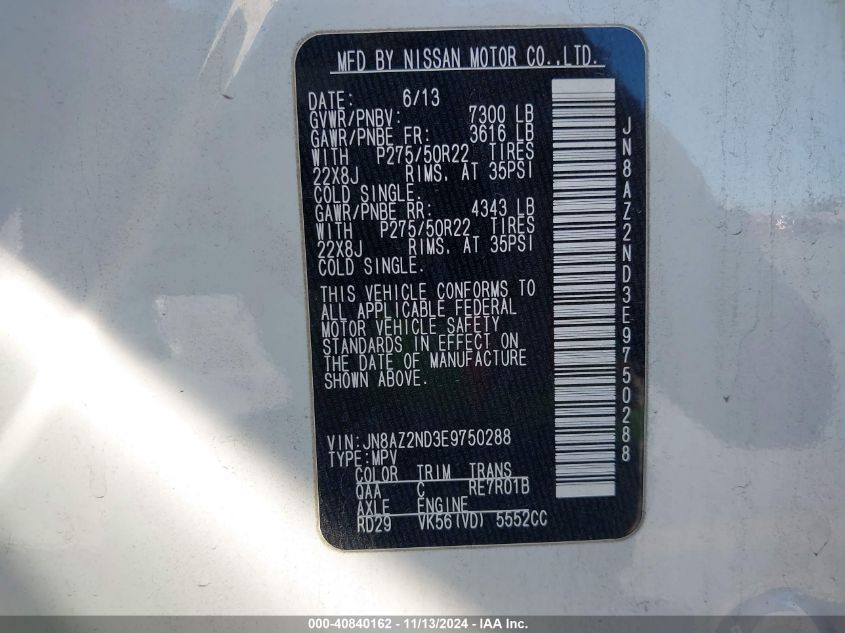 MFD BY NISSAN MOTOR CO.,LTD.
DATE: 6/13
GVWR/PNBV: 7300 LB
GAWR/PNBE FR: 3616 LB
WITH P275/50R22 TIRES
22X8J RIMS. AT 35PSI
COLD SINGLE.
GAWR/PNBE RR: 4343 LB
WITH P275/50R22 TIRES
22X8J RIMS. AT 35PSI
COLD SINGLE.
THIS VEHICLE CONFORMS TO
ALL APPLICABLE FEDERAL
MOTOR VEHICLE SAFETY
STANDARDS IN EFFECT ON
THE DATE OF MANUFACTURE
SHOWN ABOVE.
VIN:JN8AZ2ND3E9750288
TYPE:MPV
COLOR TRIM TRANS
QAA C RE7R01B
AXLE ENGINE
RD29 VK56(VD) 5552CC
JN8AZ2ND3E9750288
000-40840162 - 11/13/2024 - IAA Inc.